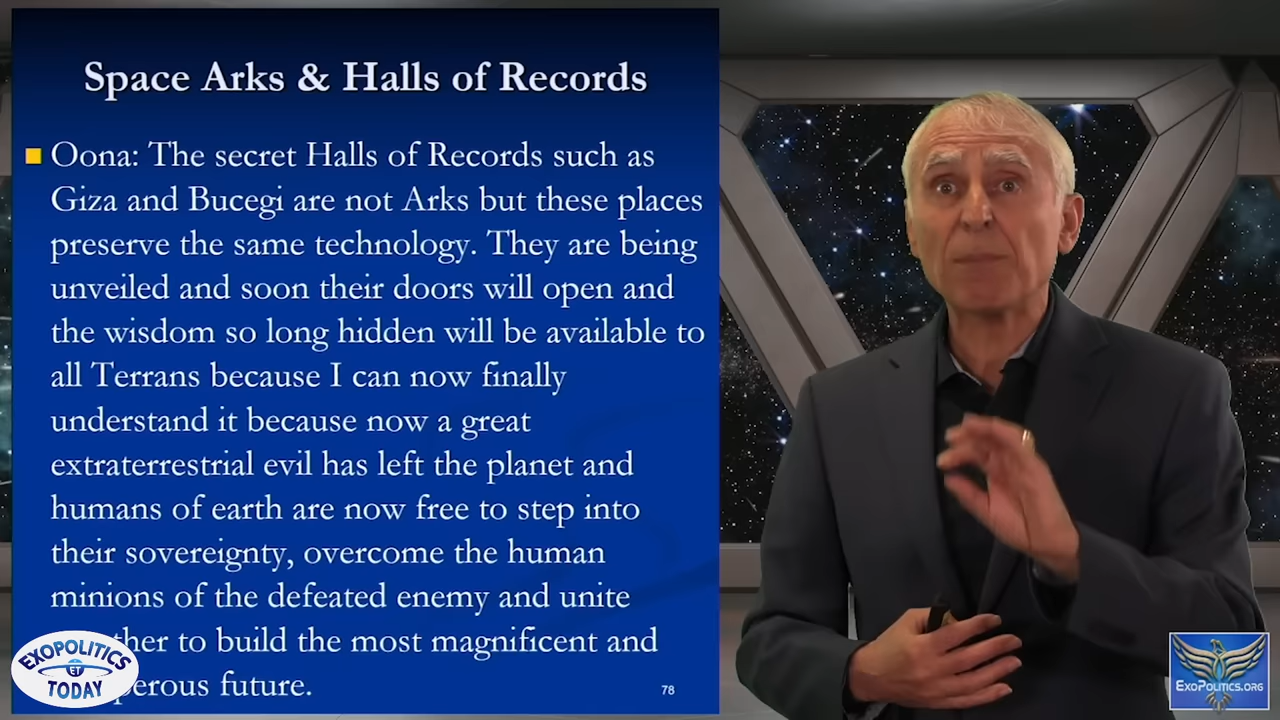 Space Arks & Halls of Records
Oona: The secret Halls of Records such as
Giza and Bucegi are not Arks but these places
preserve the same technology. They are being
unveiled and soon their doors will open and
the wisdom so long hidden will be available to
all Terrans because I can now finally
understand it because now a great
extraterrestrial evil has left the planet and
humans of earth are now free to step into
their sovereignty, overcome the human
minions of the defeated enemy and unite
to build the most magnificent and
future.
78
EXOPOLITICS
ET
TODAY
EXOPOLITICS.ORG